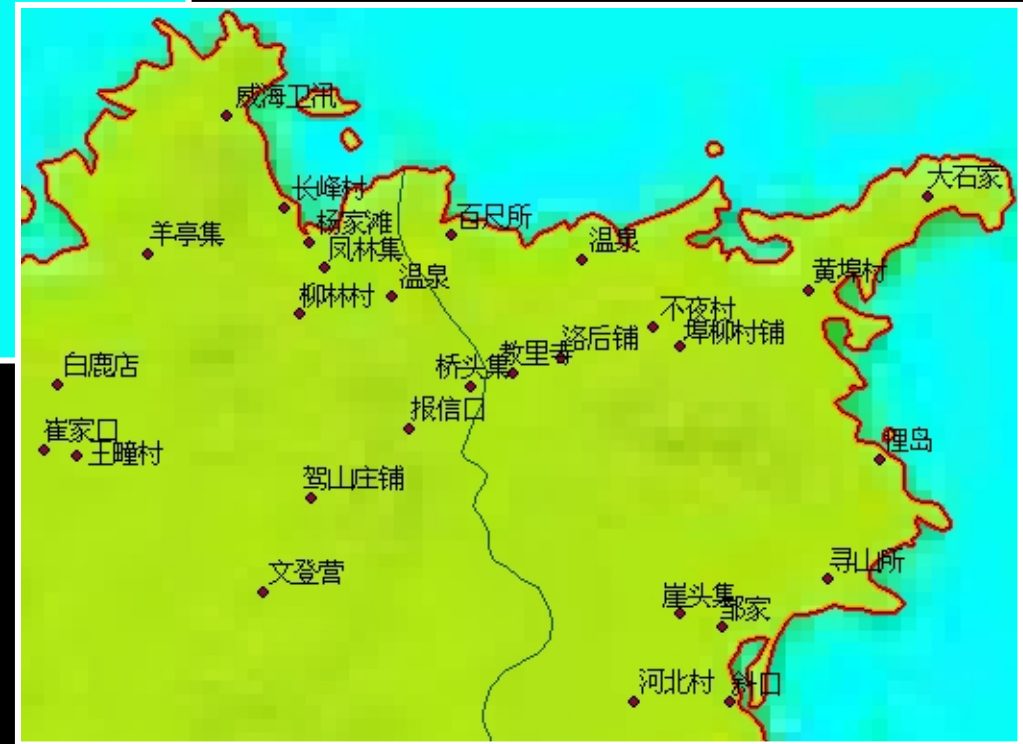 威海卫汛
大石家
长峰村
百尺所
杨家滩
羊亭集
温泉
凤林集
黄埠村
温泉
柳林村
不夜村
埠柳村铺
洛后铺
教里寺
桥头集
白鹿店
报信口
崔家口
俚岛
王疃村
驾山庄铺
寻山所
文登营
崖头集
邹家
河北村
斜口